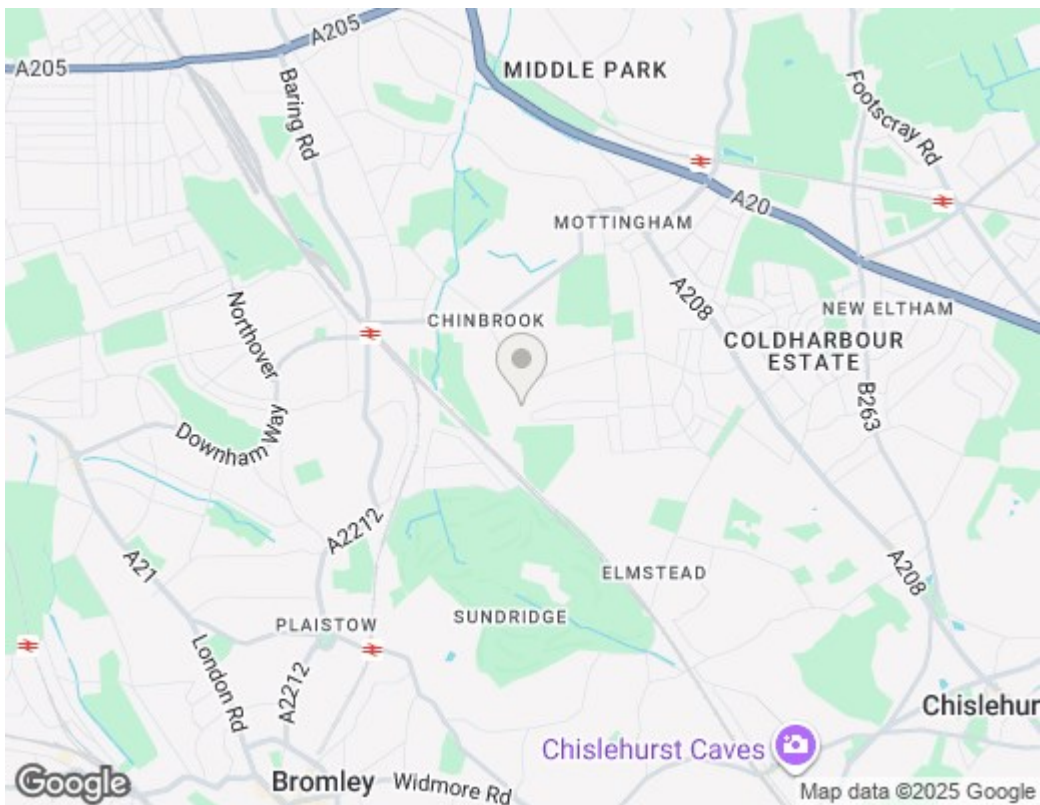 A205
A205
A205
MIDDLE PARK
Baring Rd
Footscray Rd
A20
MOTTINGHAM
A208
NEW ELTHAM
CHINBROOK
COLDHARBOUR
ESTATE
Northover
B263
Downham Way
A2212
A21
ELMSTEAD
A208
SUNDRIDGE
PLAISTOW
London Rd
A2212
Chislehur
Chislehurst Caves
Bromley
Widmore Rd
Google
Map data ©2025 Google